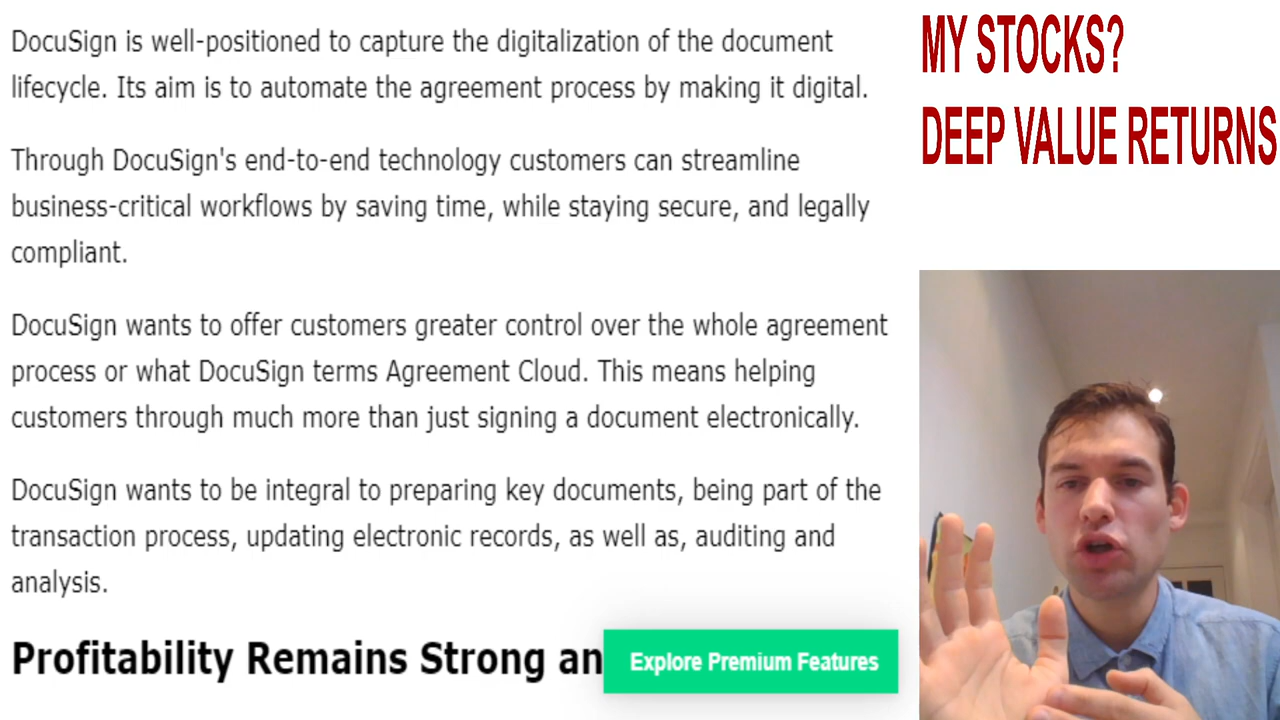 DocuSign is well-positioned to capture the digitalization of the document
lifecycle. Its aim is to automate the agreement process by making it digital.
Through DocuSign's end-to-end technology customers can streamline
business-critical workflows by saving time, while staying secure, and legally
compliant.
DocuSign wants to offer customers greater control over the whole agreement
process or what DocuSign terms Agreement Cloud. This means helping
customers through much more than just signing a document electronically.
DocuSign wants to be integral to preparing key documents, being part of the
transaction process, updating electronic records, as well as, auditing and
analysis.
Profitability Remains Strong an
Explore Premium Features
MY STOCKS?
DEEP VALUE RETURNS